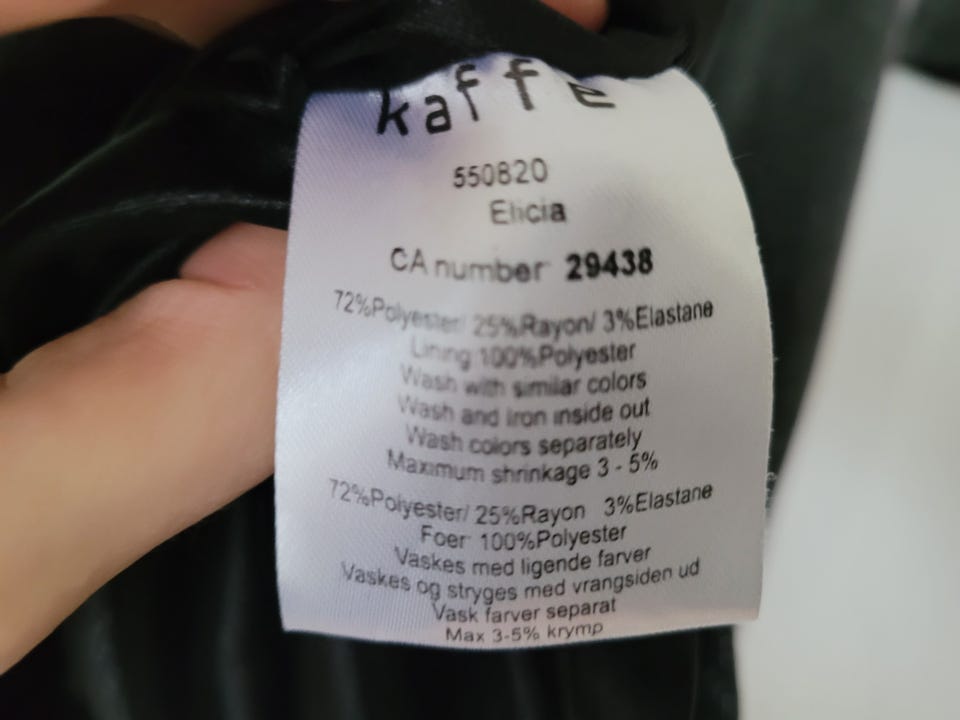 kaffe
550820
Elicia
CA number 29438
72%Polyester/ 25%Rayon/ 3%Elastane
Lining 100%Polyester
Wash with similar colors
Wash and iron inside out
Wash colors separately
Maximum shrinkage 3 - 5%
72%Polyester/ 25%Rayon 3%Elastane
Foer 100%Polyester
Vaskes med ligende farver
Vaskes og stryges med vrangsiden ud
Vask farver separat
Max 3-5% krymp